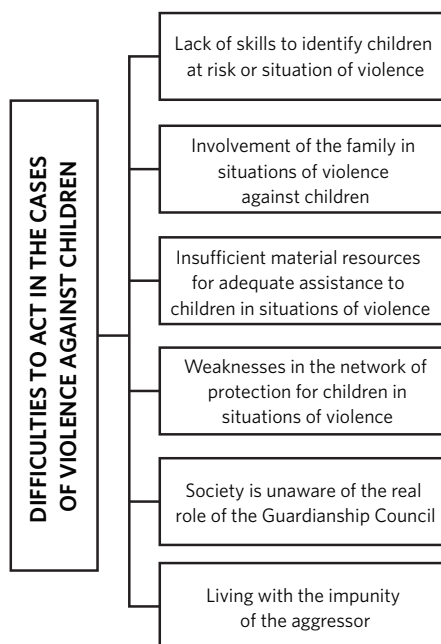 DIFFICULTIES TO ACT IN THE CASES
OF VIOLENCE AGAINST CHILDREN
Lack of skills to identify children
at risk or situation of violence
Involvement of the family in
situations of violence
against children
Insufficient material resources
for adequate assistance to
children in situations of violence
Weaknesses in the network of
protection for children in
situations of violence
Society is unaware of the real
role of the Guardianship Council
Living with the impunity
of the aggressor